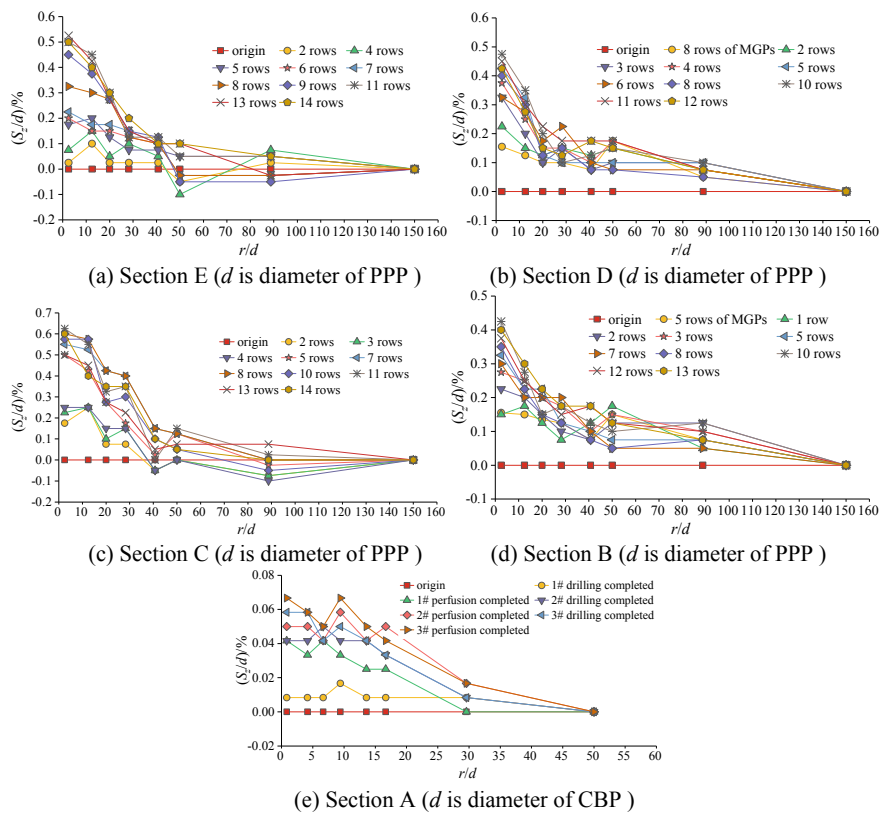 (S_z/d)/%
0.6
0.5
0.4
0.3
0.2
0.1
0.0
-0.1
-0.2
origin 2 rows 4 rows
5 rows 6 rows 7 rows
8 rows 9 rows 11 rows
13 rows 14 rows
0 10 20 30 40 50 60 70 80 90 100 110 120 130 140 150 160
r/d
(a) Section E (d is diameter of PPP )
(S_z/d)/%
0.6
0.5
0.4
0.3
0.2
0.1
0.0
-0.1
origin 8 rows of MGPs 2 rows
3 rows 4 rows 5 rows
6 rows 8 rows 10 rows
11 rows 12 rows
0 10 20 30 40 50 60 70 80 90 100 110 120 130 140 150 160
r/d
(b) Section D (d is diameter of PPP )
(S_z/d)/%
0.7
0.6
0.5
0.4
0.3
0.2
0.1
0.0
-0.1
-0.2
origin 2 rows 3 rows
4 rows 5 rows 7 rows
8 rows 10 rows 11 rows
13 rows 14 rows
0 10 20 30 40 50 60 70 80 90 100 110 120 130 140 150 160
r/d
(c) Section C (d is diameter of PPP )
(S_z/d)/%
0.5
0.4
0.3
0.2
0.1
0.0
-0.1
origin 5 rows of MGPs 1 row
2 rows 3 rows 5 rows
7 rows 8 rows 10 rows
12 rows 13 rows
0 10 20 30 40 50 60 70 80 90 100 110 120 130 140 150 160
r/d
(d) Section B (d is diameter of PPP )
(S_z/d)/%
0.08
0.06
0.04
0.02
0.00
-0.02
origin 1# drilling completed
1# perfusion completed 2# drilling completed
2# perfusion completed 3# drilling completed
3# perfusion completed
0 5 10 15 20 25 30 35 40 45 50 55 60
r/d
(e) Section A (d is diameter of CBP )